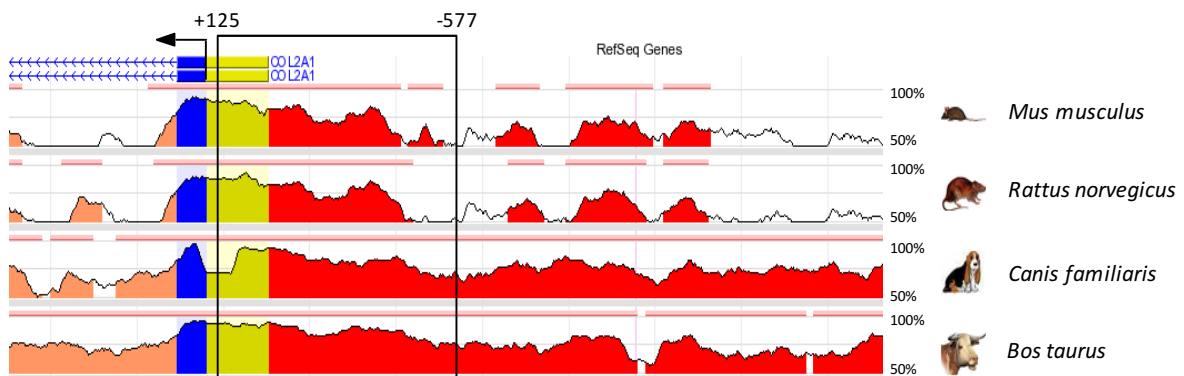 +125 -577
RefSeq Genes
COL2A1
COL2A1
100%
Mus musculus
50%
100%
Rattus norvegicus
50%
100%
Canis familiaris
50%
100%
Bos taurus
50%